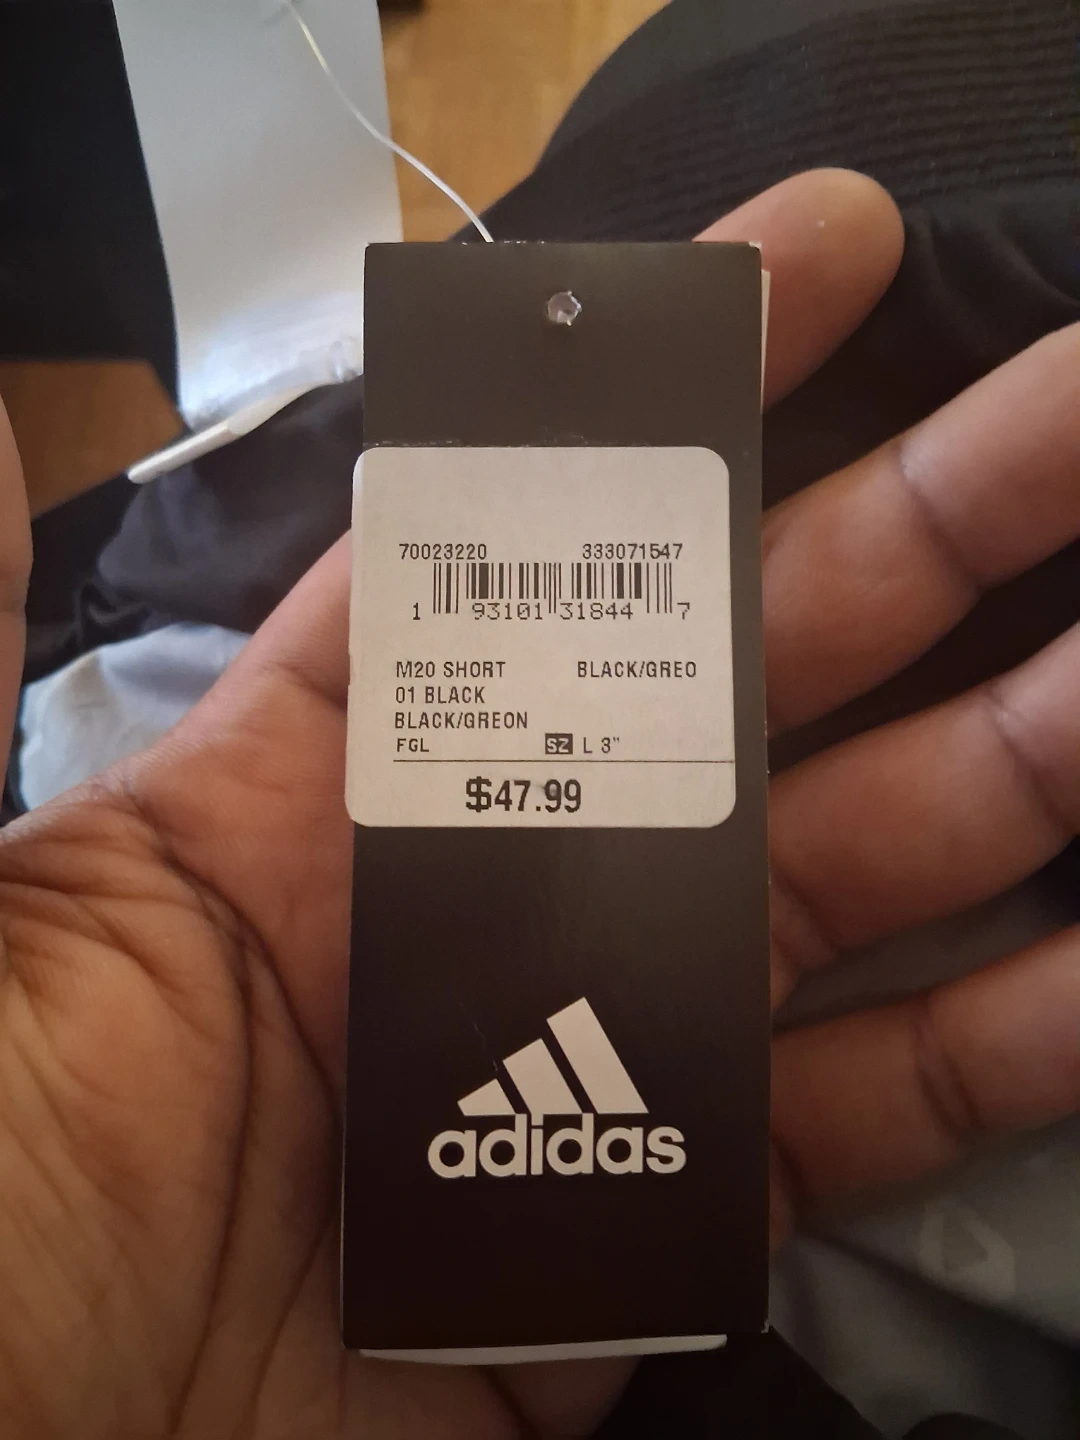 70023220 333071547
1 93101 31844 7
M20 SHORT BLACK/GREO
01 BLACK
BLACK/GREON
FGL SZ L 3"
$47.99
adidas